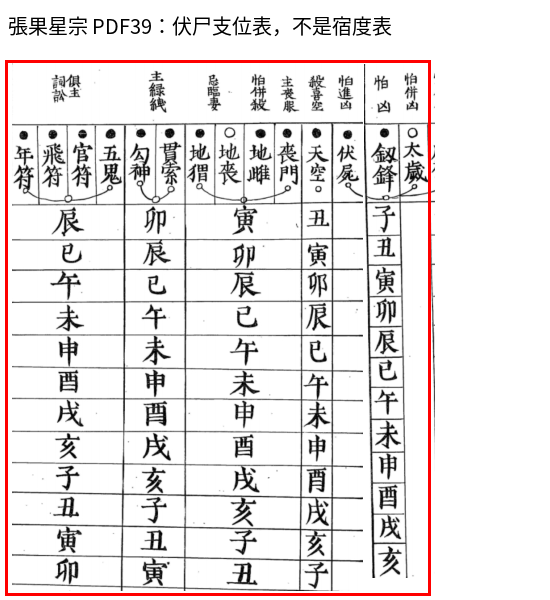 張果星宗 PDF39：伏尸支位表，不是宿度表
怕併凶
太歲
怕凶
釼鋒
子
丑
寅
卯
辰
巳
午
未
申
酉
戌
亥
怕進凶
伏
殺喜空
天空
丑
寅
卯
辰
巳
午
未
申
酉
戌
亥
子
主喪服
喪門
怕併殺
地雌
地喪
忌臨妻
地
寅
卯
辰
巳
午
未
申
酉
戌
亥
子
丑
主
貫索
勾神
卯
辰
巳
午
未
申
酉
戌
亥
子
丑
寅
俱主詞訟
五鬼
官符
飛符
年符
辰
巳
午
未
申
酉
戌
亥
子
丑
寅
卯